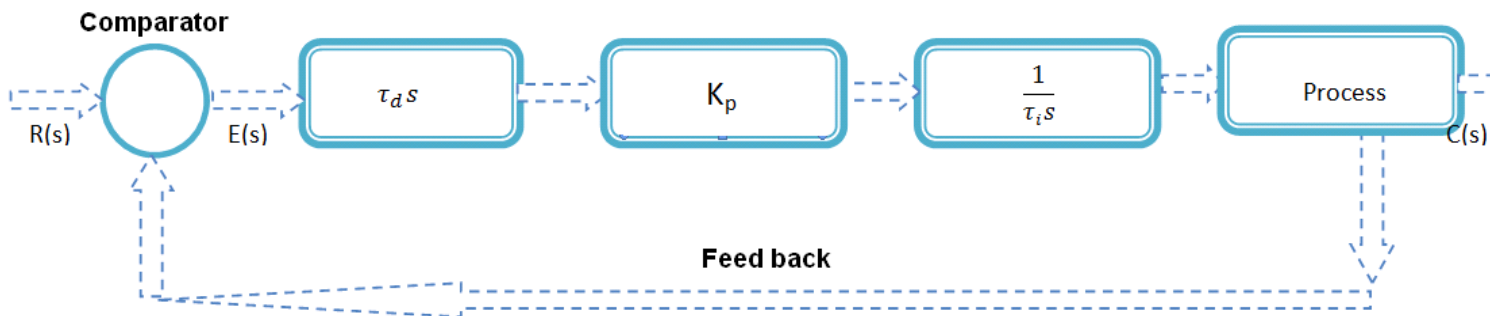 Comparator
R(s)
E(s)
τ_d s
K_p
1
τ_i s
Process
C(s)
Feed back